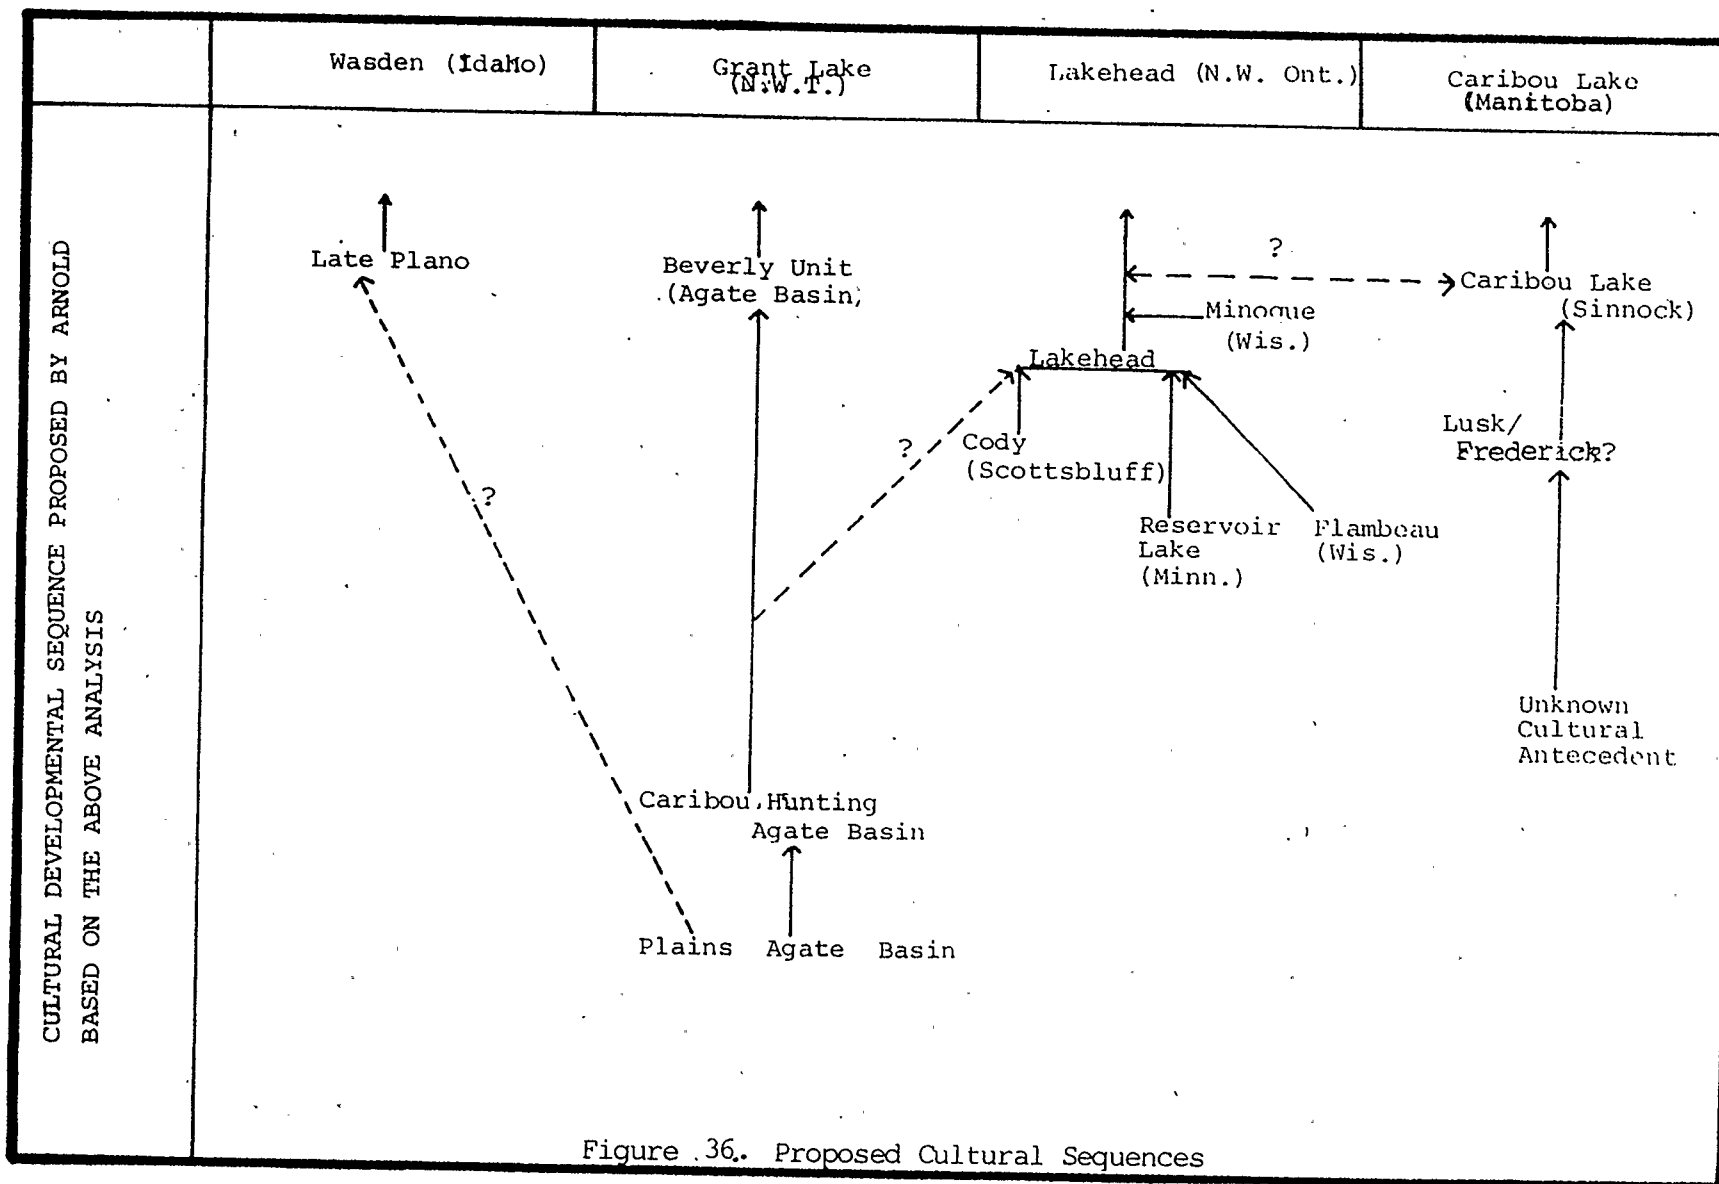 Wasden (IdaHo)
Grant Lake
(N.W.T.)
Lakehead (N.W. Ont.)
Caribou Lake
(Manitoba)
CULTURAL DEVELOPMENTAL SEQUENCE PROPOSED BY ARNOLD
BASED ON THE ABOVE ANALYSIS
Late Plano
?
Beverly Unit
(Agate Basin)
Caribou Hunting
Agate Basin
Plains Agate Basin
?
Lakehead
Cody
(Scottsbluff)
Reservoir
Lake
(Minn.)
Flambeau
(Wis.)
Minoque
(Wis.)
?
Caribou Lake
(Sinnock)
Lusk/
Frederick?
Unknown
Cultural
Antecedent
Figure 36. Proposed Cultural Sequences